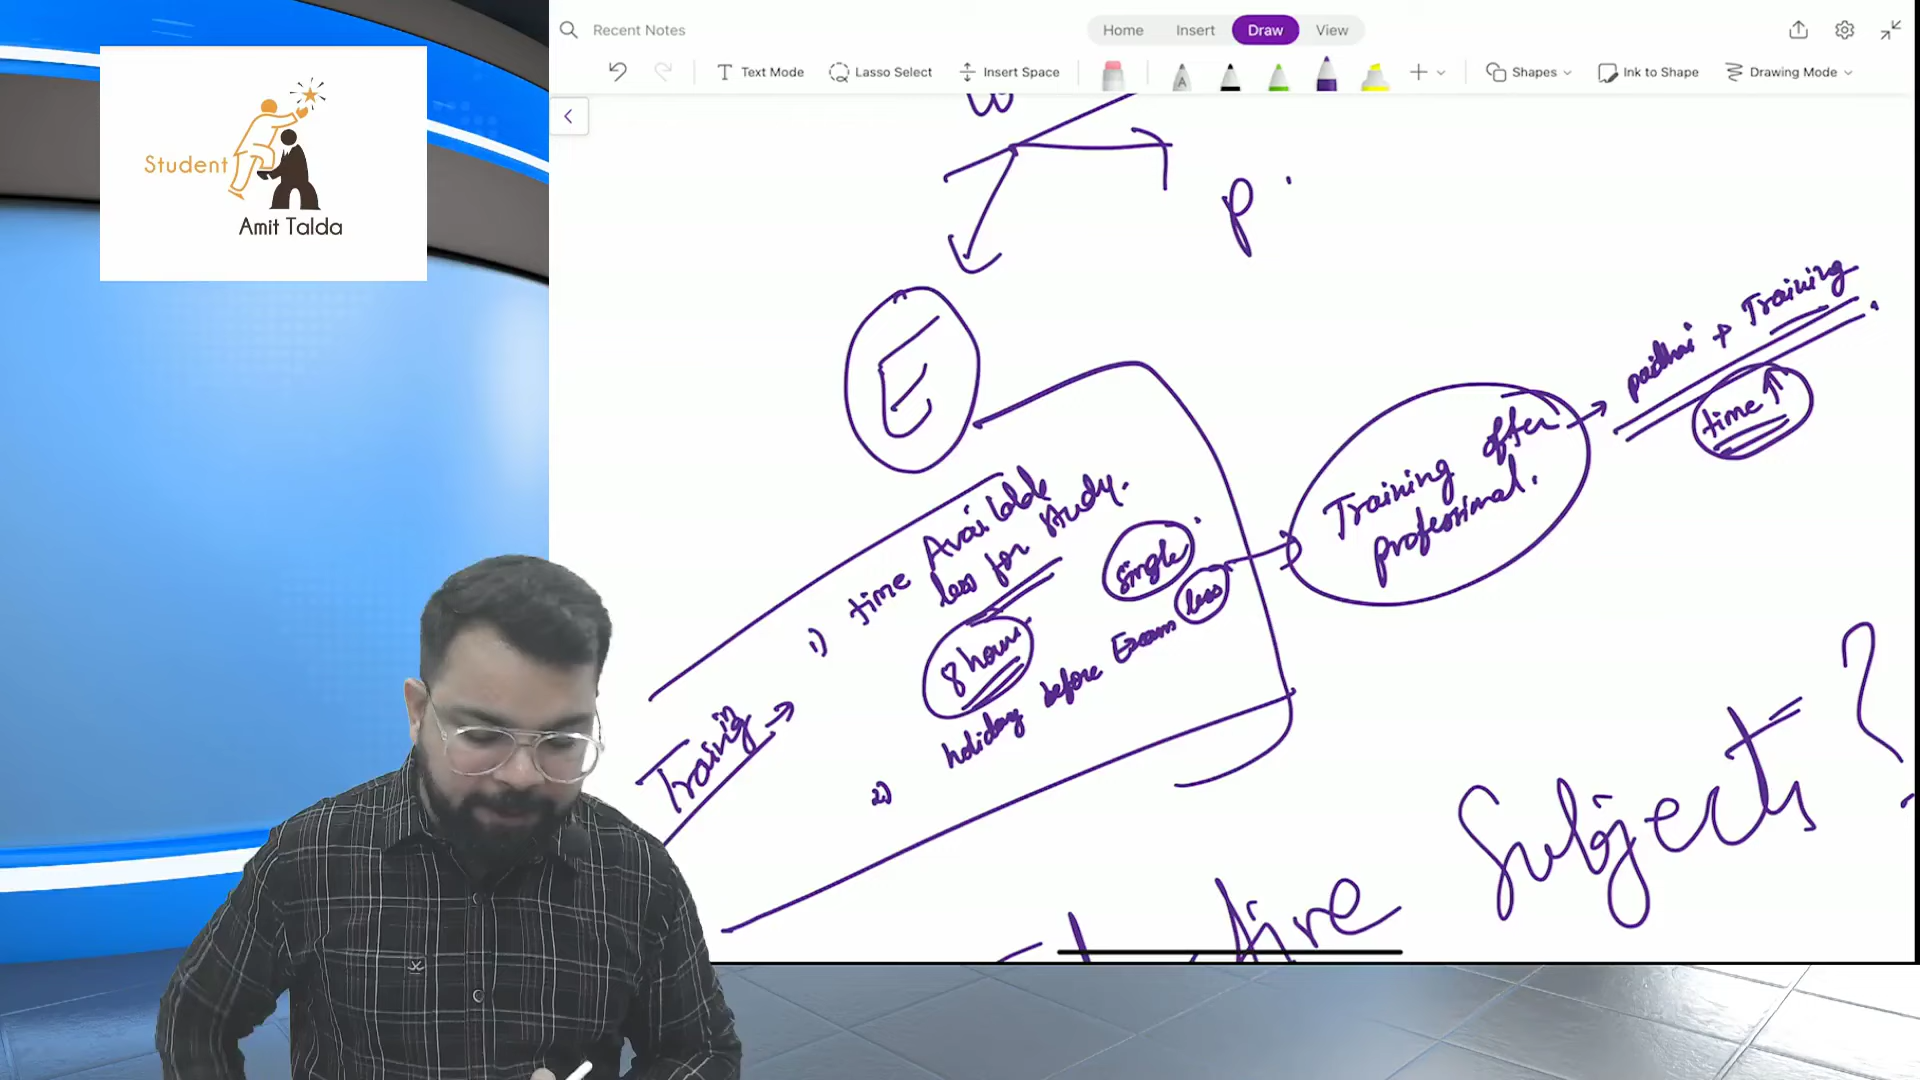 Recent Notes
Home Insert Draw View
Text Mode Lasso Select Insert Space A Shapes Ink to Shape Drawing Mode
Student
Amit Talda
P
E
padhai + Training
time ↑
Training after
professional.
1) time Available
less for study.
8 hours
single
less
holiday before Exam
Training →
2)
Subjects ?